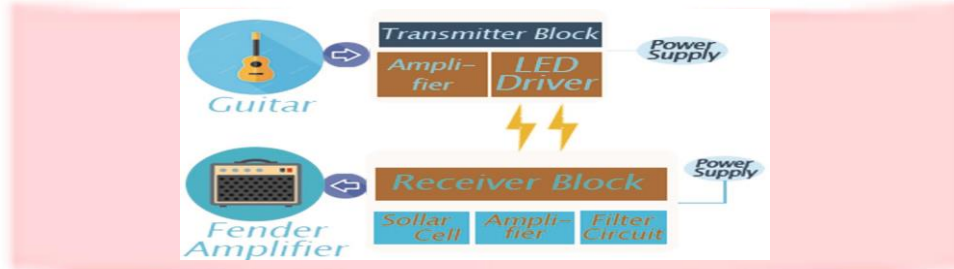 Transmitter Block
Power
Supply
Ampli-
fier
LED
Driver
Guitar
Receiver Block
Power
Supply
Sollar
Cell
Ampli-
fier
Filter
Circuit
Fender
Amplifier